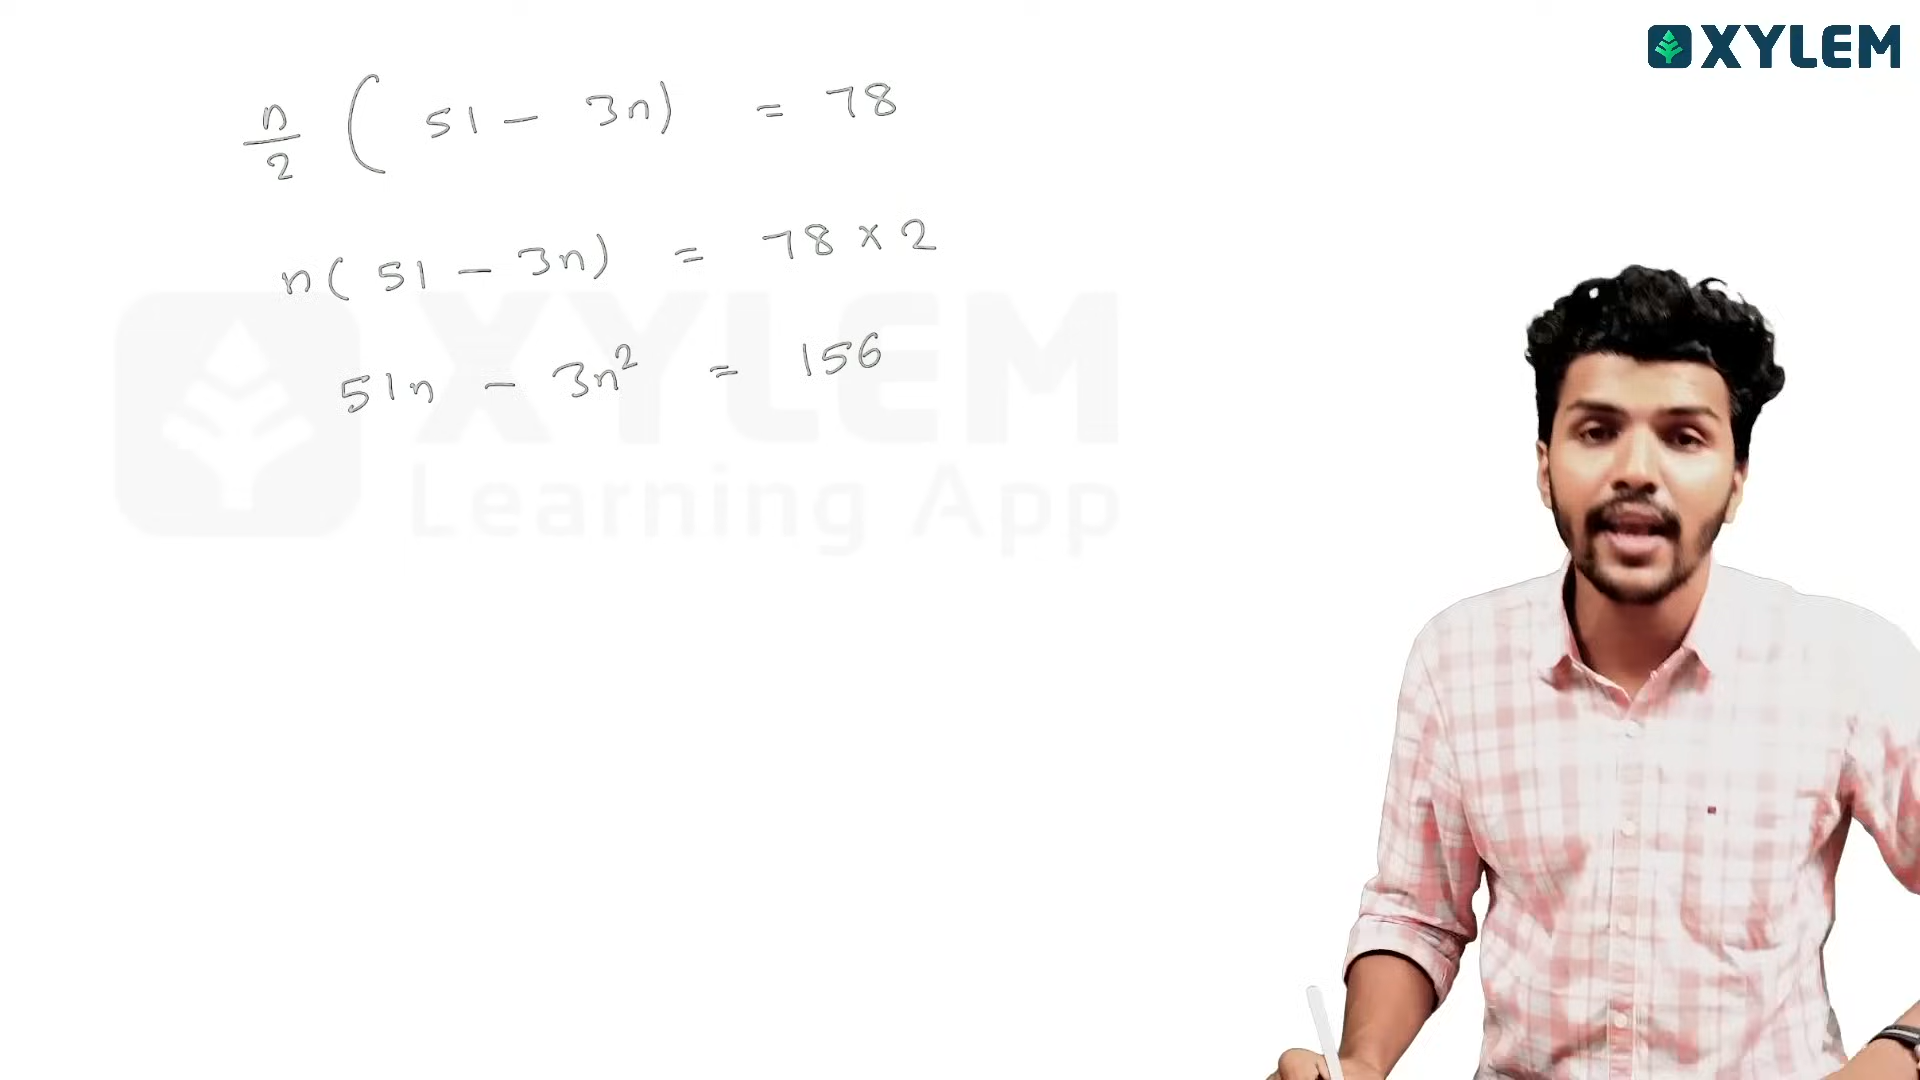 XYLEM
n/2 ( 51 - 3n) = 78
n( 51 - 3n) = 78 × 2
51n - 3n² = 156
XYLEM
Learning App